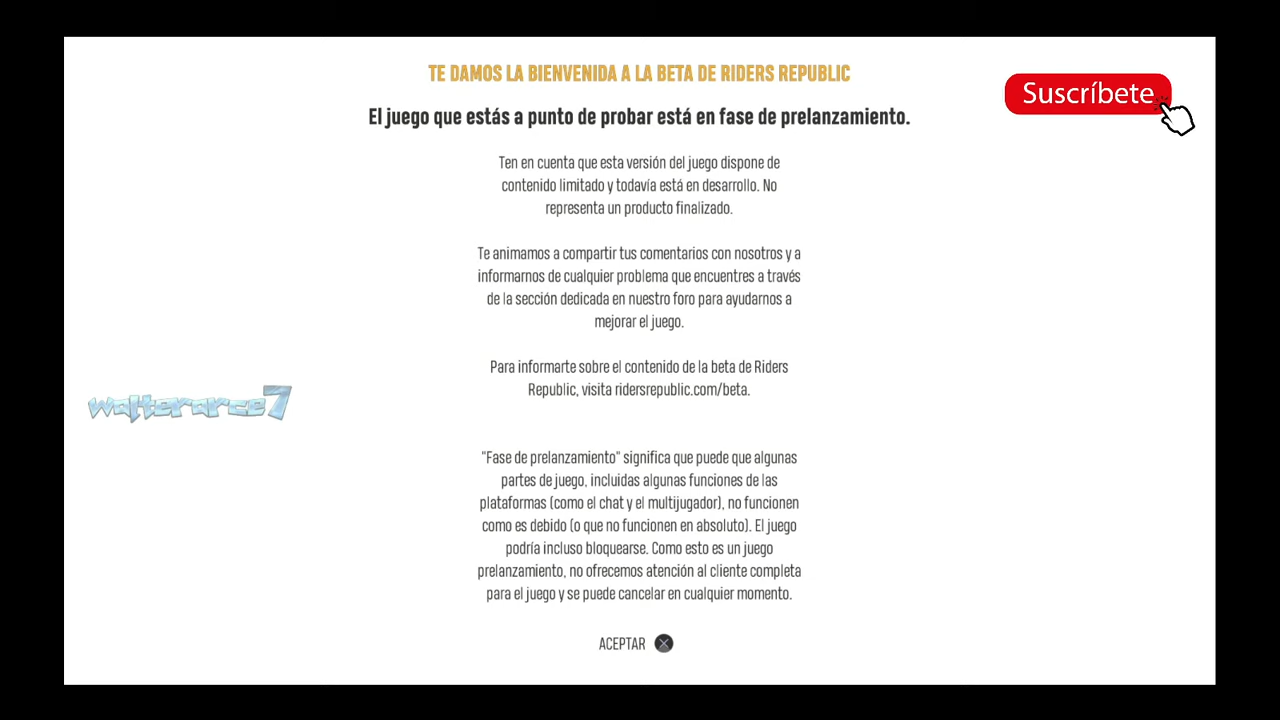 TE DAMOS LA BIENVENIDA A LA BETA DE RIDERS REPUBLIC
Suscríbete
El juego que estás a punto de probar está en fase de prelanzamiento.
Ten en cuenta que esta versión del juego dispone de
contenido limitado y todavía está en desarrollo. No
representa un producto finalizado.
Te animamos a compartir tus comentarios con nosotros y a
informarnos de cualquier problema que encuentres a través
de la sección dedicada en nuestro foro para ayudarnos a
mejorar el juego.
Para informarte sobre el contenido de la beta de Riders
Republic, visita ridersrepublic.com/beta.
walterarce7
"Fase de prelanzamiento" significa que puede que algunas
partes de juego, incluidas algunas funciones de las
plataformas (como el chat y el multijugador), no funcionen
como es debido (o que no funcionen en absoluto). El juego
podría incluso bloquearse. Como esto es un juego
prelanzamiento, no ofrecemos atención al cliente completa
para el juego y se puede cancelar en cualquier momento.
ACEPTAR